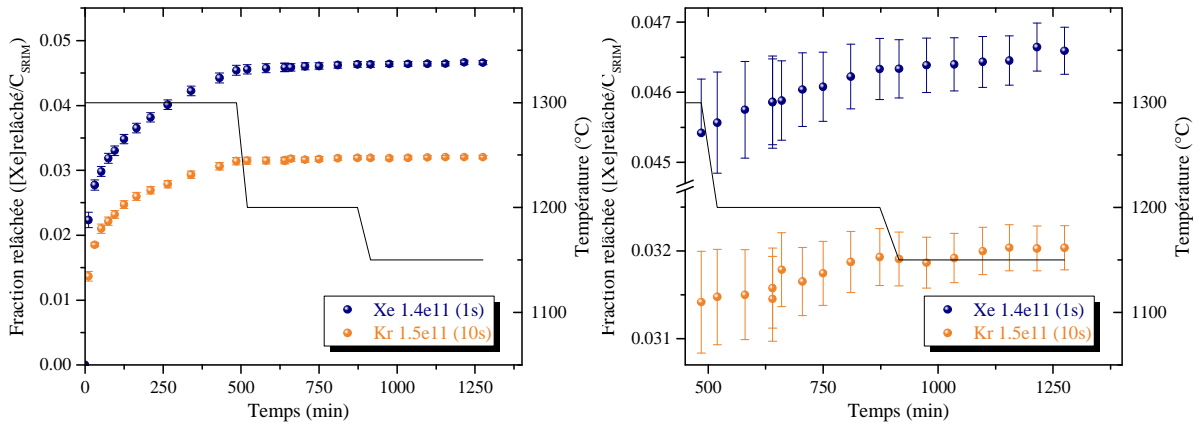 Fraction relâchée ([Xe]relâché/C_SRIM)
0.05
0.04
0.03
0.02
0.01
0.00
0
250
500
750
1000
1250
Temps (min)
1300
1200
1100
Température (°C)
Xe 1.4e11 (1s)
Kr 1.5e11 (10s)
Fraction relâchée ([Xe]relâché/C_SRIM)
0.047
0.046
0.045
0.032
0.031
500
750
1000
1250
Temps (min)
1300
1200
1100
Température (°C)
Xe 1.4e11 (1s)
Kr 1.5e11 (10s)